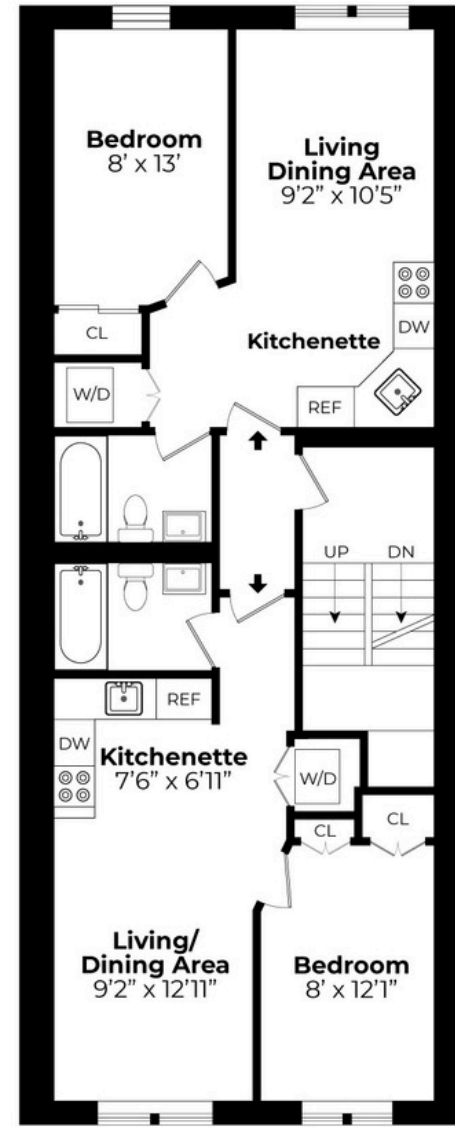 Bedroom
8’ x 13’
Living
Dining Area
9’2” x 10’5”
Kitchenette
DW
CL
W/D
REF
UP
DN
REF
DW
Kitchenette
7’6” x 6’11”
W/D
CL
CL
Living/
Dining Area
9’2” x 12’11”
Bedroom
8’ x 12’1”